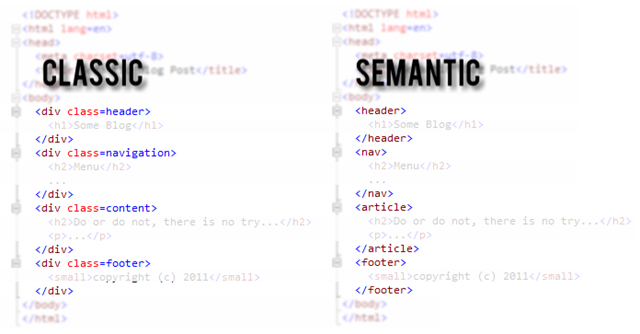 <!DOCTYPE html>
<html lang=en>
<head>
<meta charset=utf-8>
CLASSIC
log Post</title>
<body>
<div class=header>
<h1>Some Blog</h1>
</div>
<div class=navigation>
<h2>Menu</h2>
...
</div>
<div class=content>
<h2>Do or do not, there is no try...</h2>
<p>...</p>
</div>
<div class=footer>
<small>copyright (c) 2011</small>
</div>
</body>
</html>
<!DOCTYPE html>
<html lang=en>
<head>
<meta charset=utf-8>
SEMANTIC
Post</title>
<body>
<header>
<h1>Some Blog</h1>
</header>
<nav>
<h2>Menu</h2>
...
</nav>
<article>
<h2>Do or do not, there is no try...</h2>
<p>...</p>
</article>
<footer>
<small>copyright (c) 2011</small>
</footer>
</body>
</html>